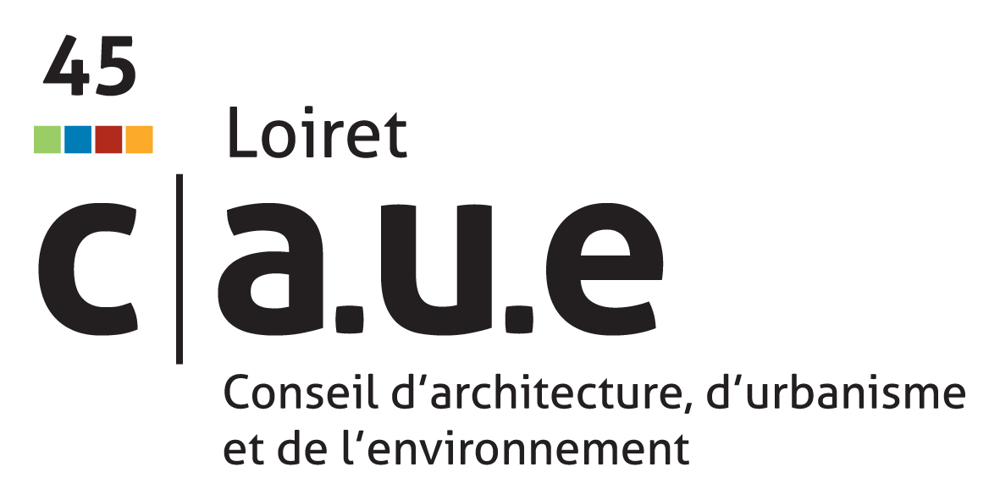 45
Loiret
c|a.u.e
Conseil d’architecture, d’urbanisme
et de l’environnement